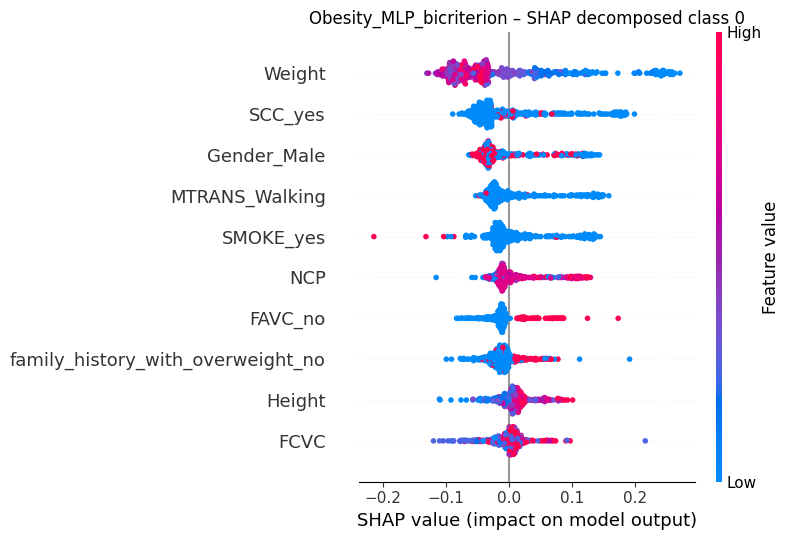 Obesity_MLP_bicriterion – SHAP decomposed class 0
High
Weight
SCC_yes
Gender_Male
MTRANS_Walking
SMOKE_yes
NCP
FAVC_no
family_history_with_overweight_no
Height
FCVC
Feature value
Low
−0.2 −0.1 0.0 0.1 0.2
SHAP value (impact on model output)